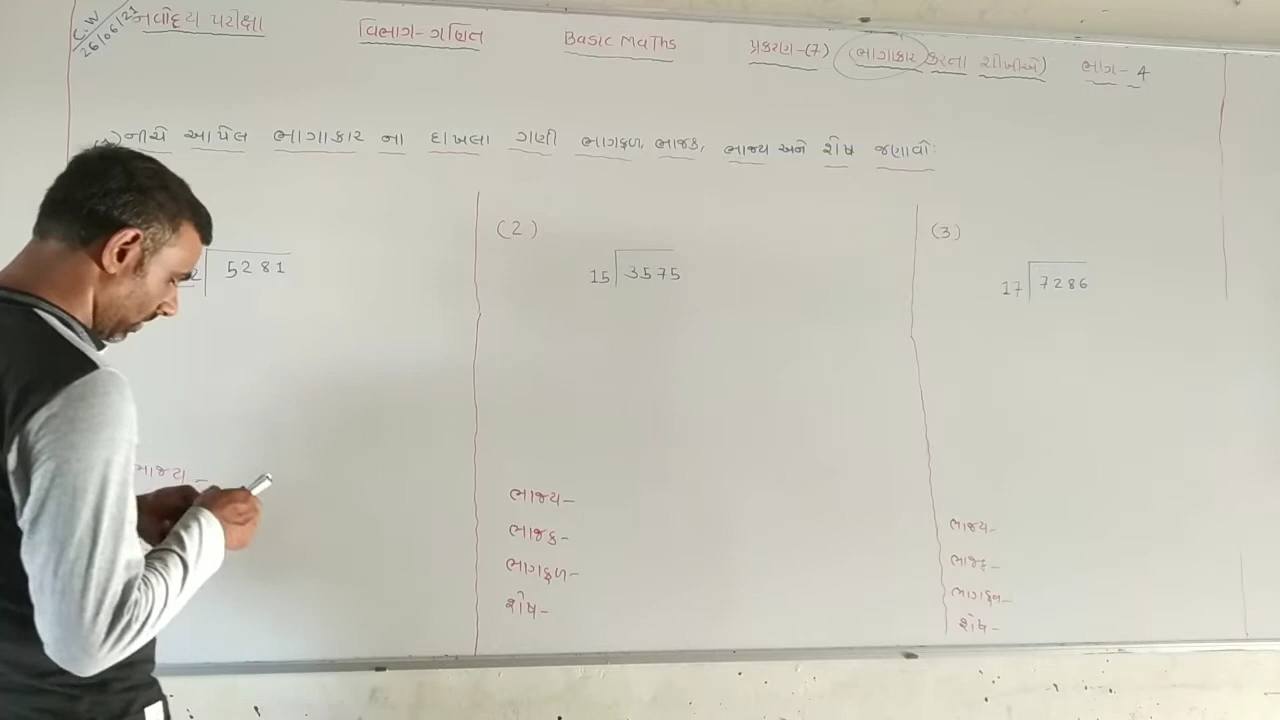 C.W
26/06/21
નવોદય પરીક્ષા વિભાગ-ગણિત Basic Maths પ્રકરણ-(7) (ભાગાકાર કરતા શીખીએ) ભાગ- 4
નીચે આપેલ ભાગાકાર ના દાખલા ગણી ભાગફળ, ભાજક, ભાજ્ય અને શેષ જણાવો:
2 5281
(2)
15 3575
(3)
17 7286
ભાજ્ય-
ભાજ્ય-
ભાજક-
ભાગફળ-
શેષ-
ભાજ્ય-
ભાજક-
ભાગફળ-
શેષ-